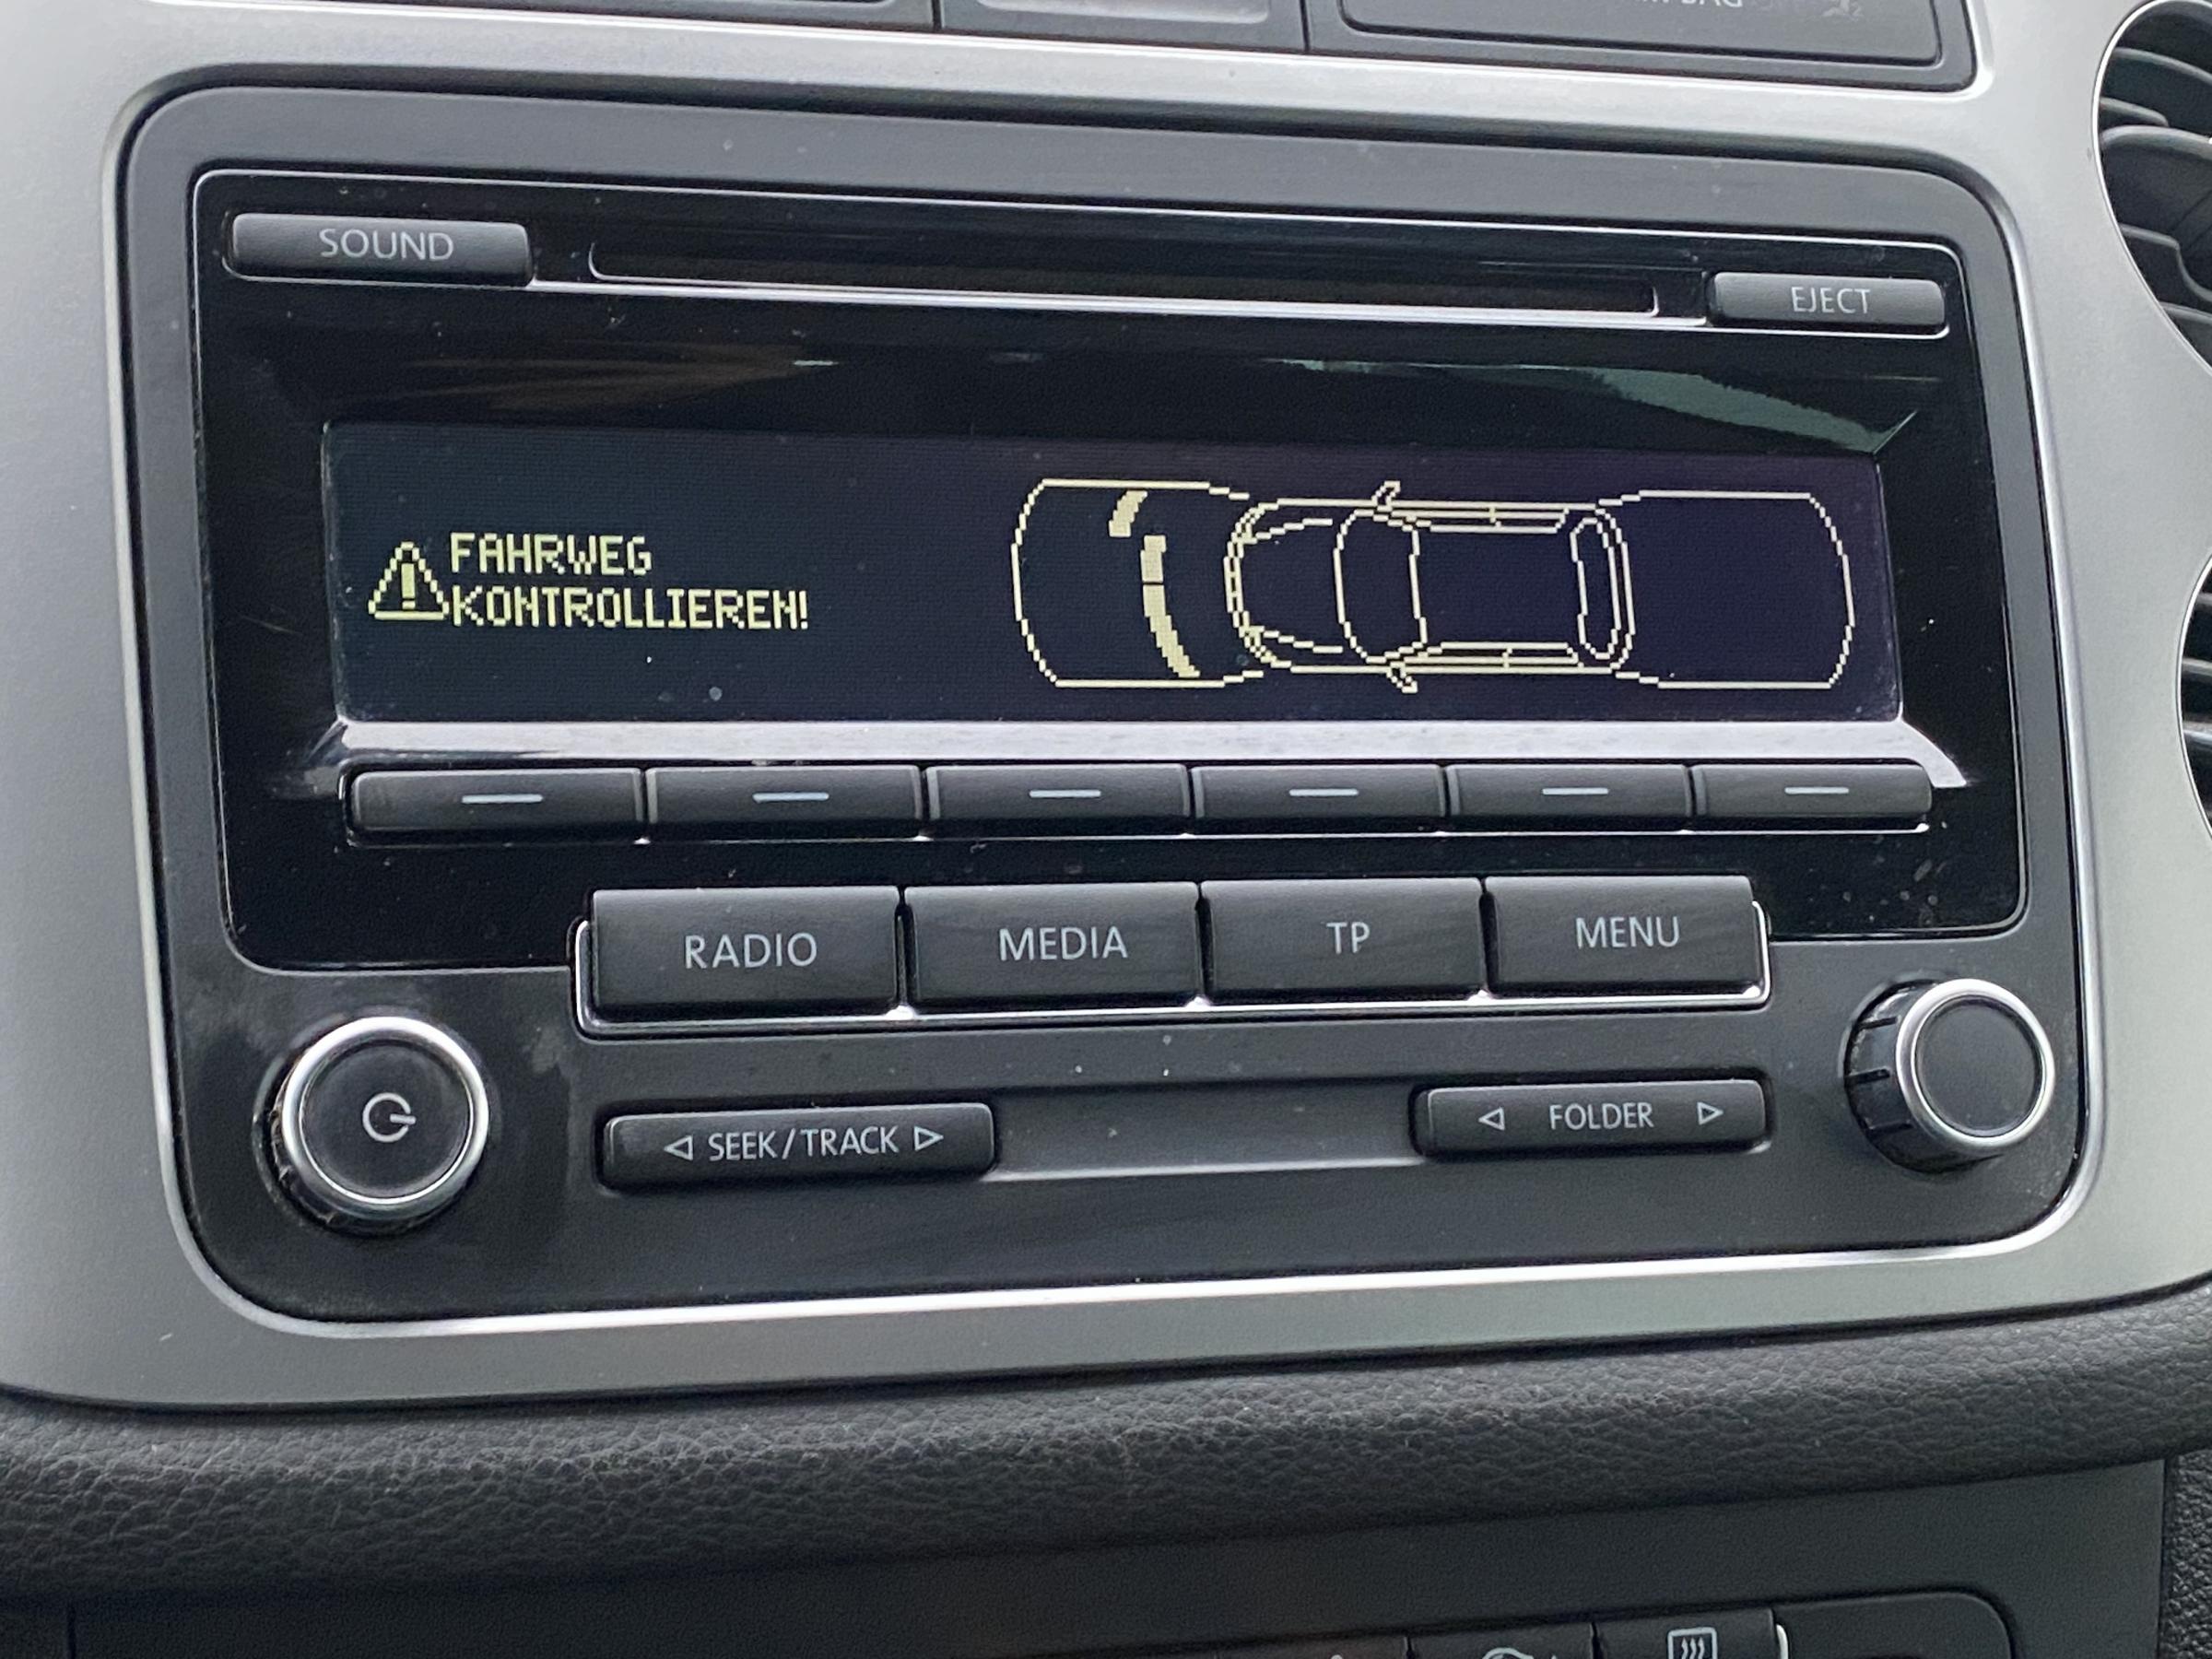 SOUND
EJECT
FAHRWEG
KONTROLLIEREN!
RADIO
MEDIA
TP
MENU
SEEK/TRACK
FOLDER